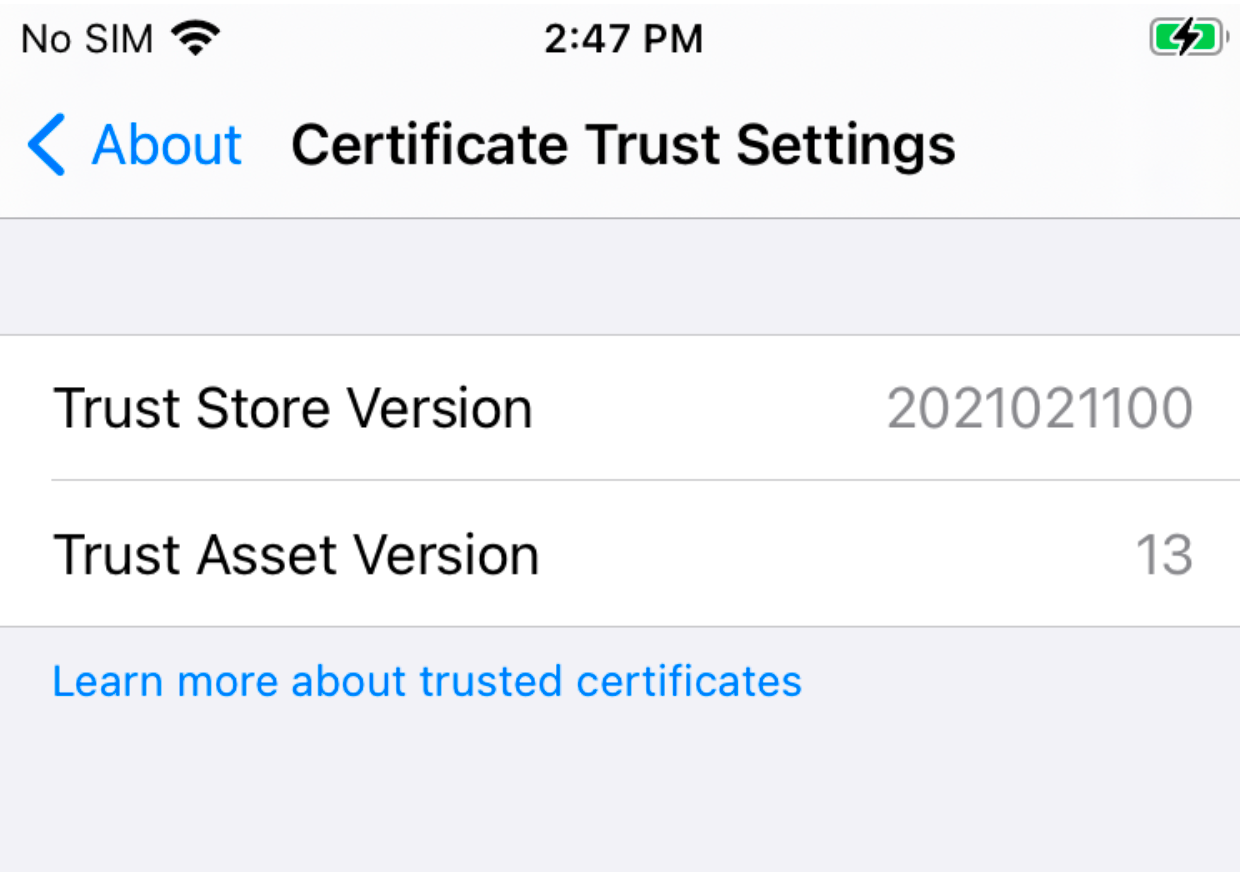 No SIM 2:47 PM
About Certificate Trust Settings
Trust Store Version 2021021100
Trust Asset Version 13
Learn more about trusted certificates